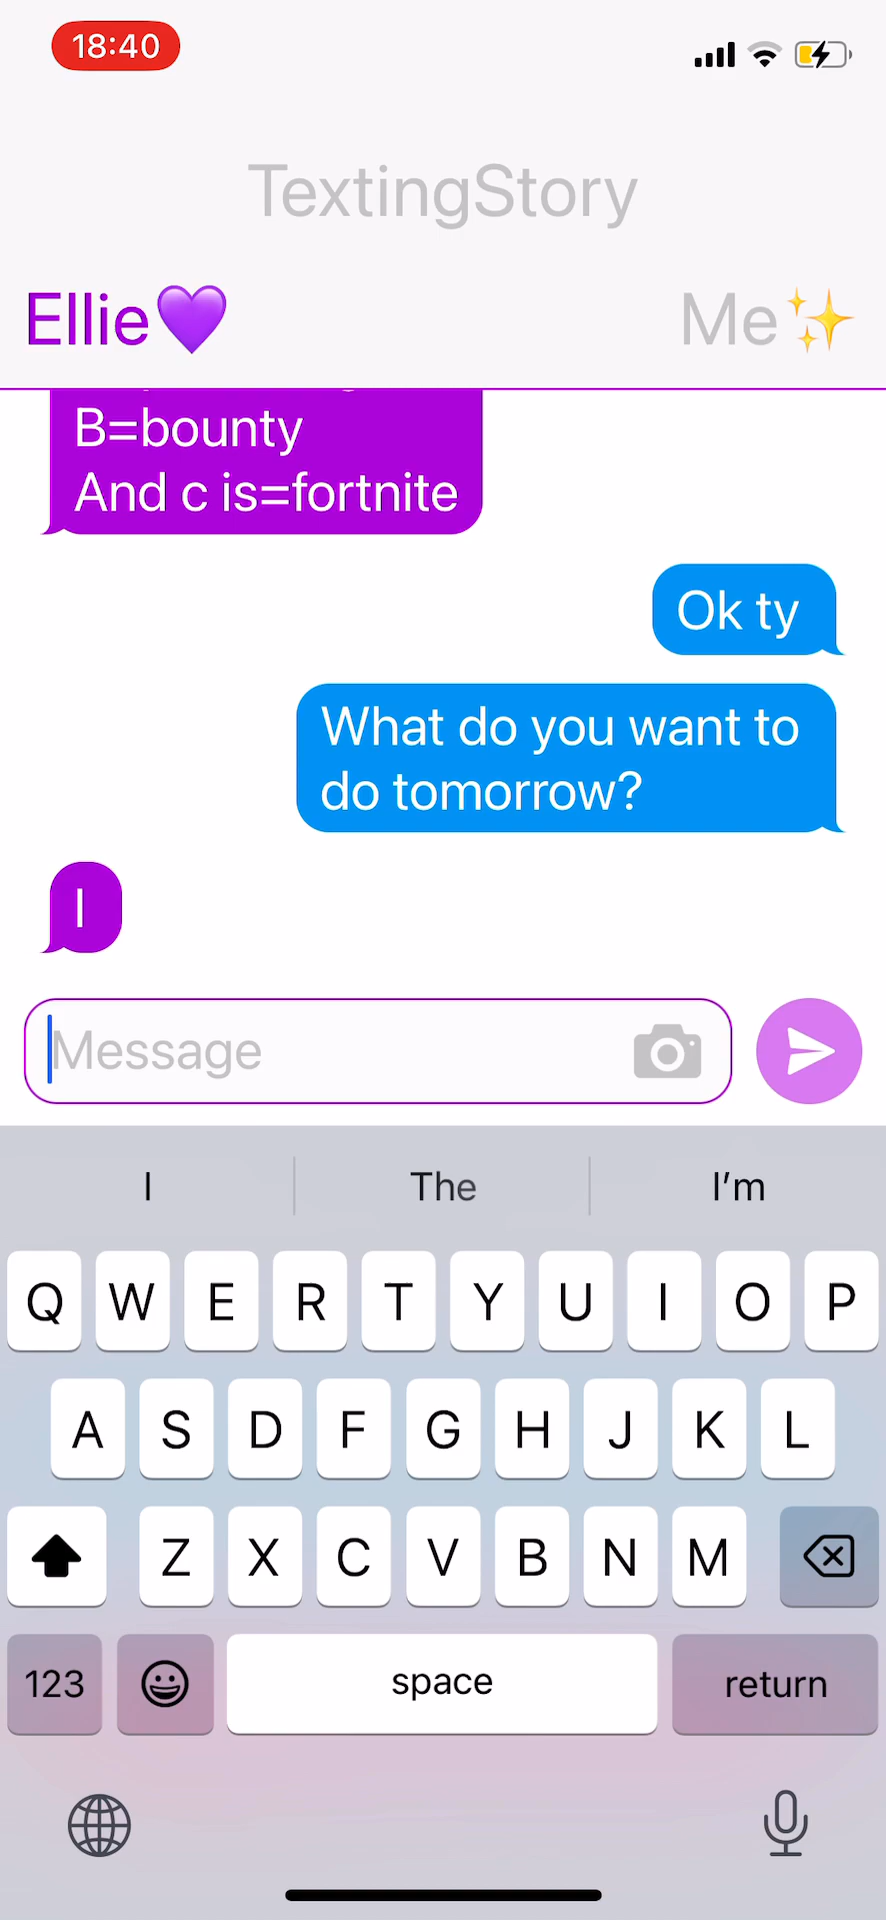 18:40
TextingStory
Ellie💜 Me✨
B=bounty
And c is=fortnite
Ok ty
What do you want to
do tomorrow?
I
Message
I The I'm
Q W E R T Y U I O P
A S D F G H J K L
Z X C V B N M
123 space return